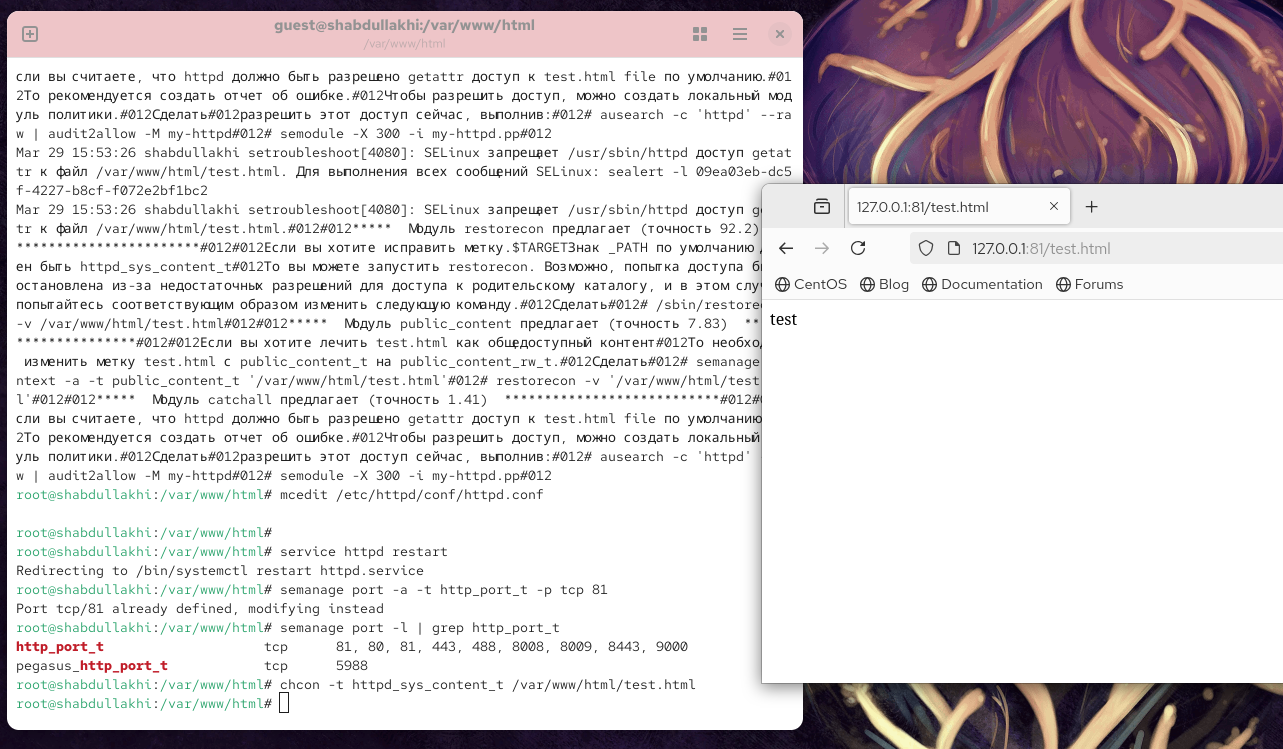 guest@shabdullakhi:/var/www/html
/var/www/html
сли вы считаете, что httpd должно быть разрешено getattr доступ к test.html file по умолчанию.#01
2То рекомендуется создать отчет об ошибке.#012Чтобы разрешить доступ, можно создать локальный мод
уль политики.#012Сделать#012разрешить этот доступ сейчас, выполнив:#012# ausearch -c 'httpd' --ra
w | audit2allow -M my-httpd#012# semodule -X 300 -i my-httpd.pp#012
Mar 29 15:53:26 shabdullakhi setroubleshoot[4080]: SELinux запрещает /usr/sbin/httpd доступ getat
tr к файл /var/www/html/test.html. Для выполнения всех сообщений SELinux: sealert -l 09ea03eb-dc5
f-4227-b8cf-f072e2bf1bc2
Mar 29 15:53:26 shabdullakhi setroubleshoot[4080]: SELinux запрещает /usr/sbin/httpd доступ
tr к файл /var/www/html/test.html.#012#012***** Модуль restorecon предлагает (точность 92.2)
***********************#012#012Если вы хотите исправить метку.$TARGETЗнак _PATH по умолчанию
ен быть httpd_sys_content_t#012То вы можете запустить restorecon. Возможно, попытка доступа
остановлена из-за недостаточных разрешений для доступа к родительскому каталогу, и в этом
попытайтесь соответствующим образом изменить следующую команду.#012Сделать#012#
-v /var/www/html/test.html#012#012***** Модуль public_content предлагает (точность 7.83) **
***************#012#012Если вы хотите лечить test.html как общедоступный контент#012То
изменить метку test.html с public_content_t на public_content_rw_t.#012Сделать#012# semanage
ntext -a -t public_content_t '/var/www/html/test.html'#012# restorecon -v '/var/www/html/test
l'#012#012***** Модуль catchall предлагает (точность 1.41) ***************************#012#
сли вы считаете, что httpd должно быть разрешено getattr доступ к test.html file по умолчанию
2То рекомендуется создать отчет об ошибке.#012Чтобы разрешить доступ, можно создать локальный
уль политики.#012Сделать#012разрешить этот доступ сейчас, выполнив:#012# ausearch -c 'httpd'
w | audit2allow -M my-httpd#012# semodule -X 300 -i my-httpd.pp#012
root@shabdullakhi:/var/www/html# mcedit /etc/httpd/conf/httpd.conf
root@shabdullakhi:/var/www/html#
root@shabdullakhi:/var/www/html# service httpd restart
Redirecting to /bin/systemctl restart httpd.service
root@shabdullakhi:/var/www/html# semanage port -a -t http_port_t -p tcp 81
Port tcp/81 already defined, modifying instead
root@shabdullakhi:/var/www/html# semanage port -l | grep http_port_t
http_port_t tcp 81, 80, 81, 443, 488, 8008, 8009, 8443, 9000
pegasus_http_port_t tcp 5988
root@shabdullakhi:/var/www/html# chcon -t httpd_sys_content_t /var/www/html/test.html
root@shabdullakhi:/var/www/html#
127.0.0.1:81/test.html
127.0.0.1:81/test.html
CentOS Blog Documentation Forums
test